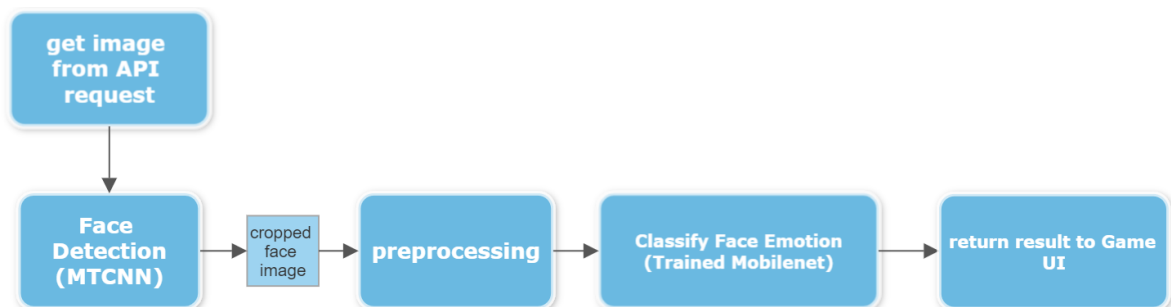 get image
from API
request
Face
Detection
(MTCNN)
cropped
face
image
preprocessing
Classify Face Emotion
(Trained Mobilenet)
return result to Game
UI